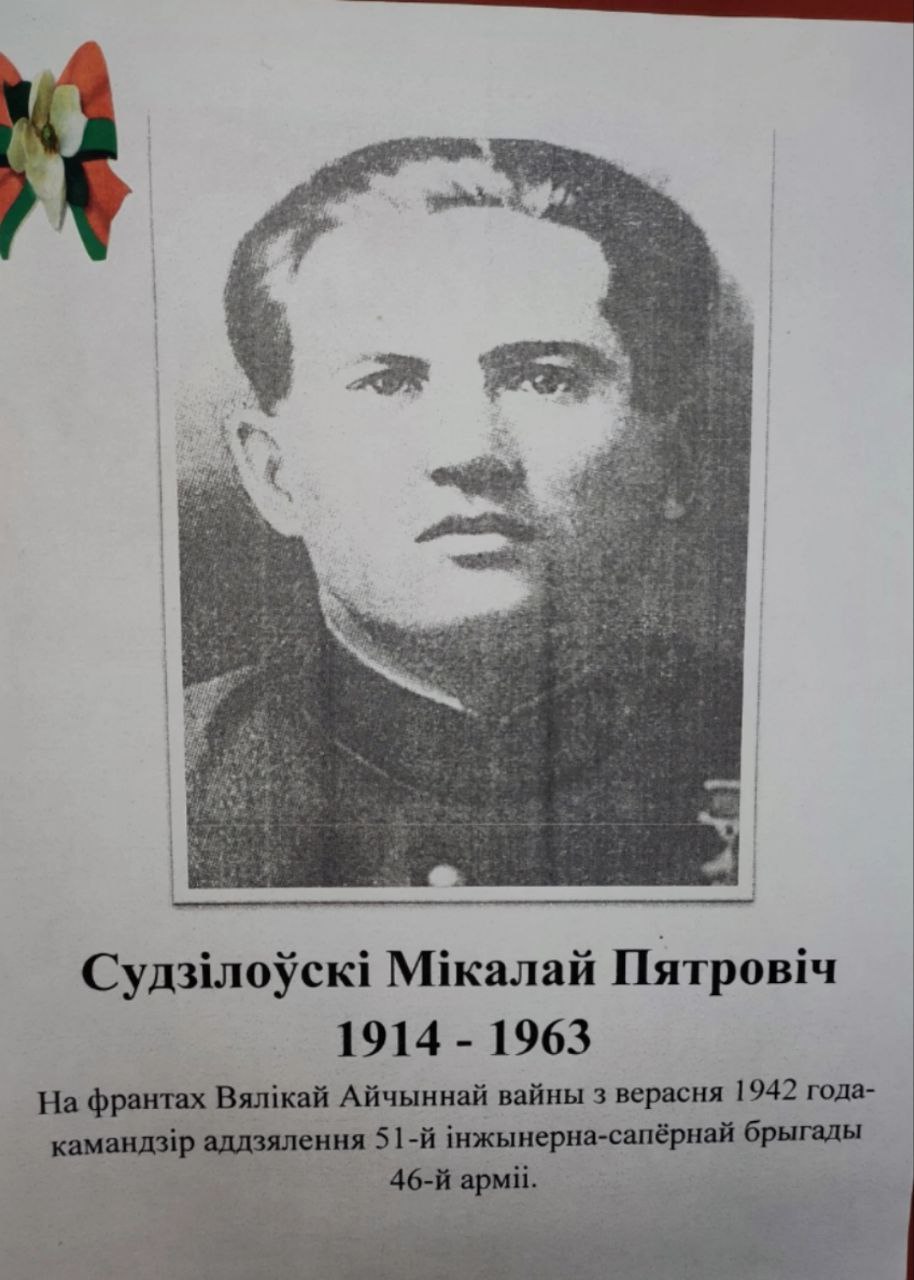 Судзілоўскі Мікалай Пятровіч
1914 - 1963
На франтах Вялікай Айчыннай вайны з верасня 1942 года-
камандзір аддзялення 51-й інжынерна-сапёрнай брыгады
46-й арміі.